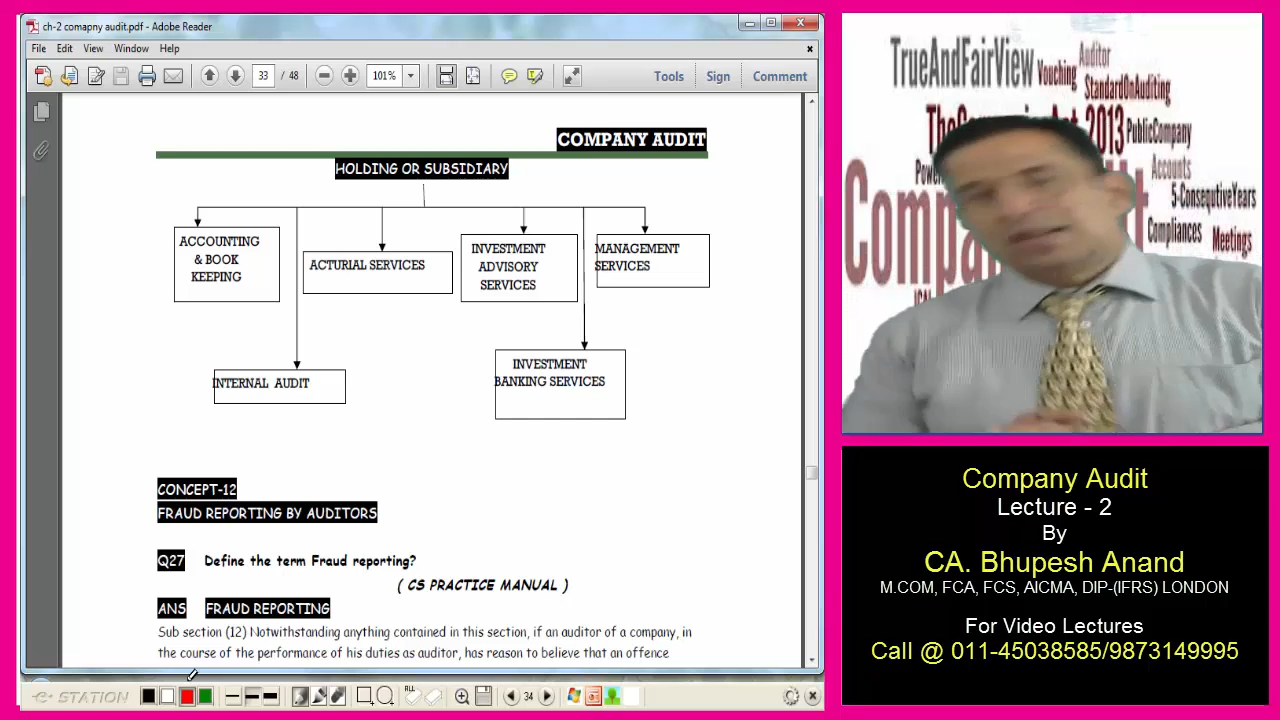 ch-2 comapny audit.pdf - Adobe Reader
File Edit View Window Help
33 / 48 101% Tools Sign Comment
COMPANY AUDIT
HOLDING OR SUBSIDIARY
ACCOUNTING
& BOOK
KEEPING
ACTURIAL SERVICES
INVESTMENT
ADVISORY
SERVICES
MANAGEMENT
SERVICES
INTERNAL AUDIT
INVESTMENT
BANKING SERVICES
CONCEPT-12
FRAUD REPORTING BY AUDITORS
Q27 Define the term Fraud reporting?
( CS PRACTICE MANUAL )
ANS FRAUD REPORTING
Sub section (12) Notwithstanding anything contained in this section, if an auditor of a company, in
the course of the performance of his duties as auditor, has reason to believe that an offence
e-STATION
ALL
34
TrueAndFairView
Auditor
Vouching
StandardOnAuditing
2013
PublicCompany
Accounts
5-ConsequtiveYears
Compliances
Meetings
Company Audit
Lecture - 2
By
CA. Bhupesh Anand
M.COM, FCA, FCS, AICMA, DIP-(IFRS) LONDON
For Video Lectures
Call @ 011-45038585/9873149995